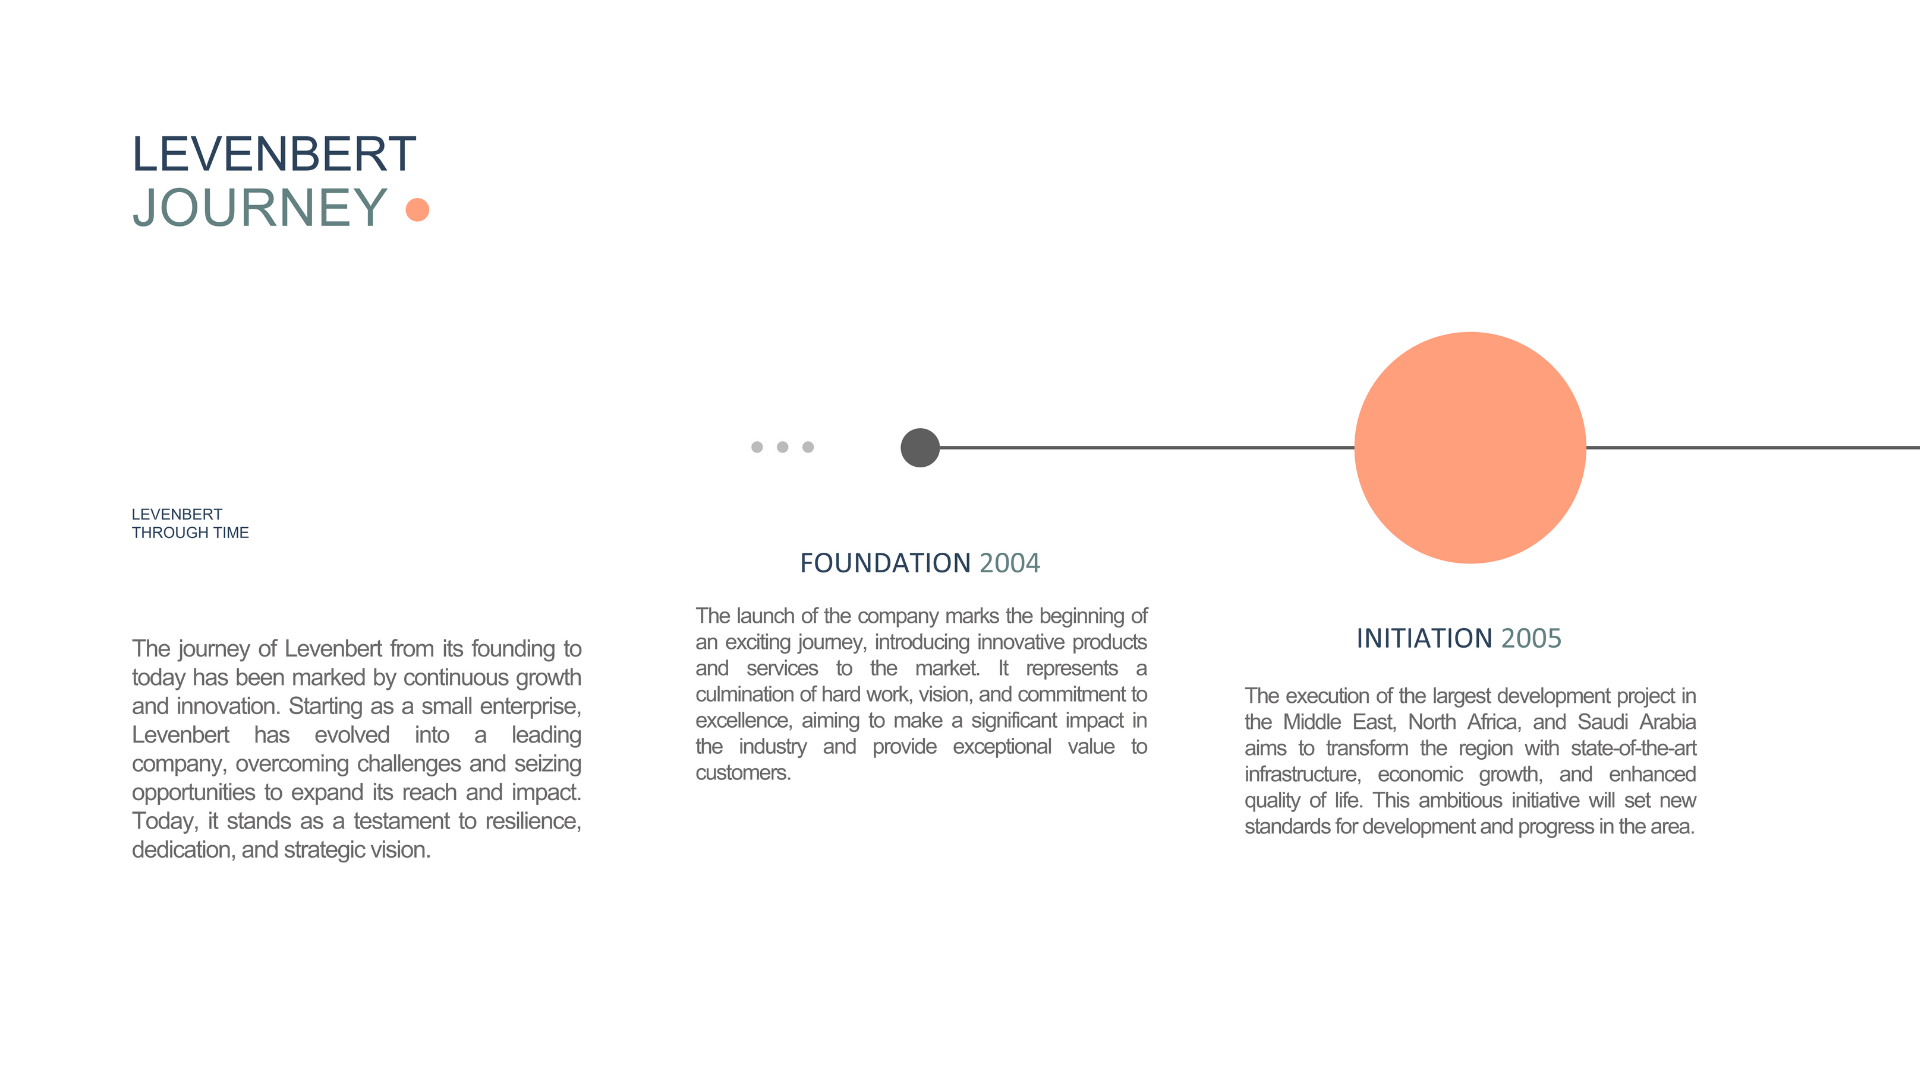 LEVENBERT
JOURNEY
LEVENBERT
THROUGH TIME
The journey of Levenbert from its founding to
today has been marked by continuous growth
and innovation. Starting as a small enterprise,
Levenbert has evolved into a leading
company, overcoming challenges and seizing
opportunities to expand its reach and impact.
Today, it stands as a testament to resilience,
dedication, and strategic vision.
FOUNDATION 2004
The launch of the company marks the beginning of
an exciting journey, introducing innovative products
and services to the market. It represents a
culmination of hard work, vision, and commitment to
excellence, aiming to make a significant impact in
the industry and provide exceptional value to
customers.
INITIATION 2005
The execution of the largest development project in
the Middle East, North Africa, and Saudi Arabia
aims to transform the region with state-of-the-art
infrastructure, economic growth, and enhanced
quality of life. This ambitious initiative will set new
standards for development and progress in the area.